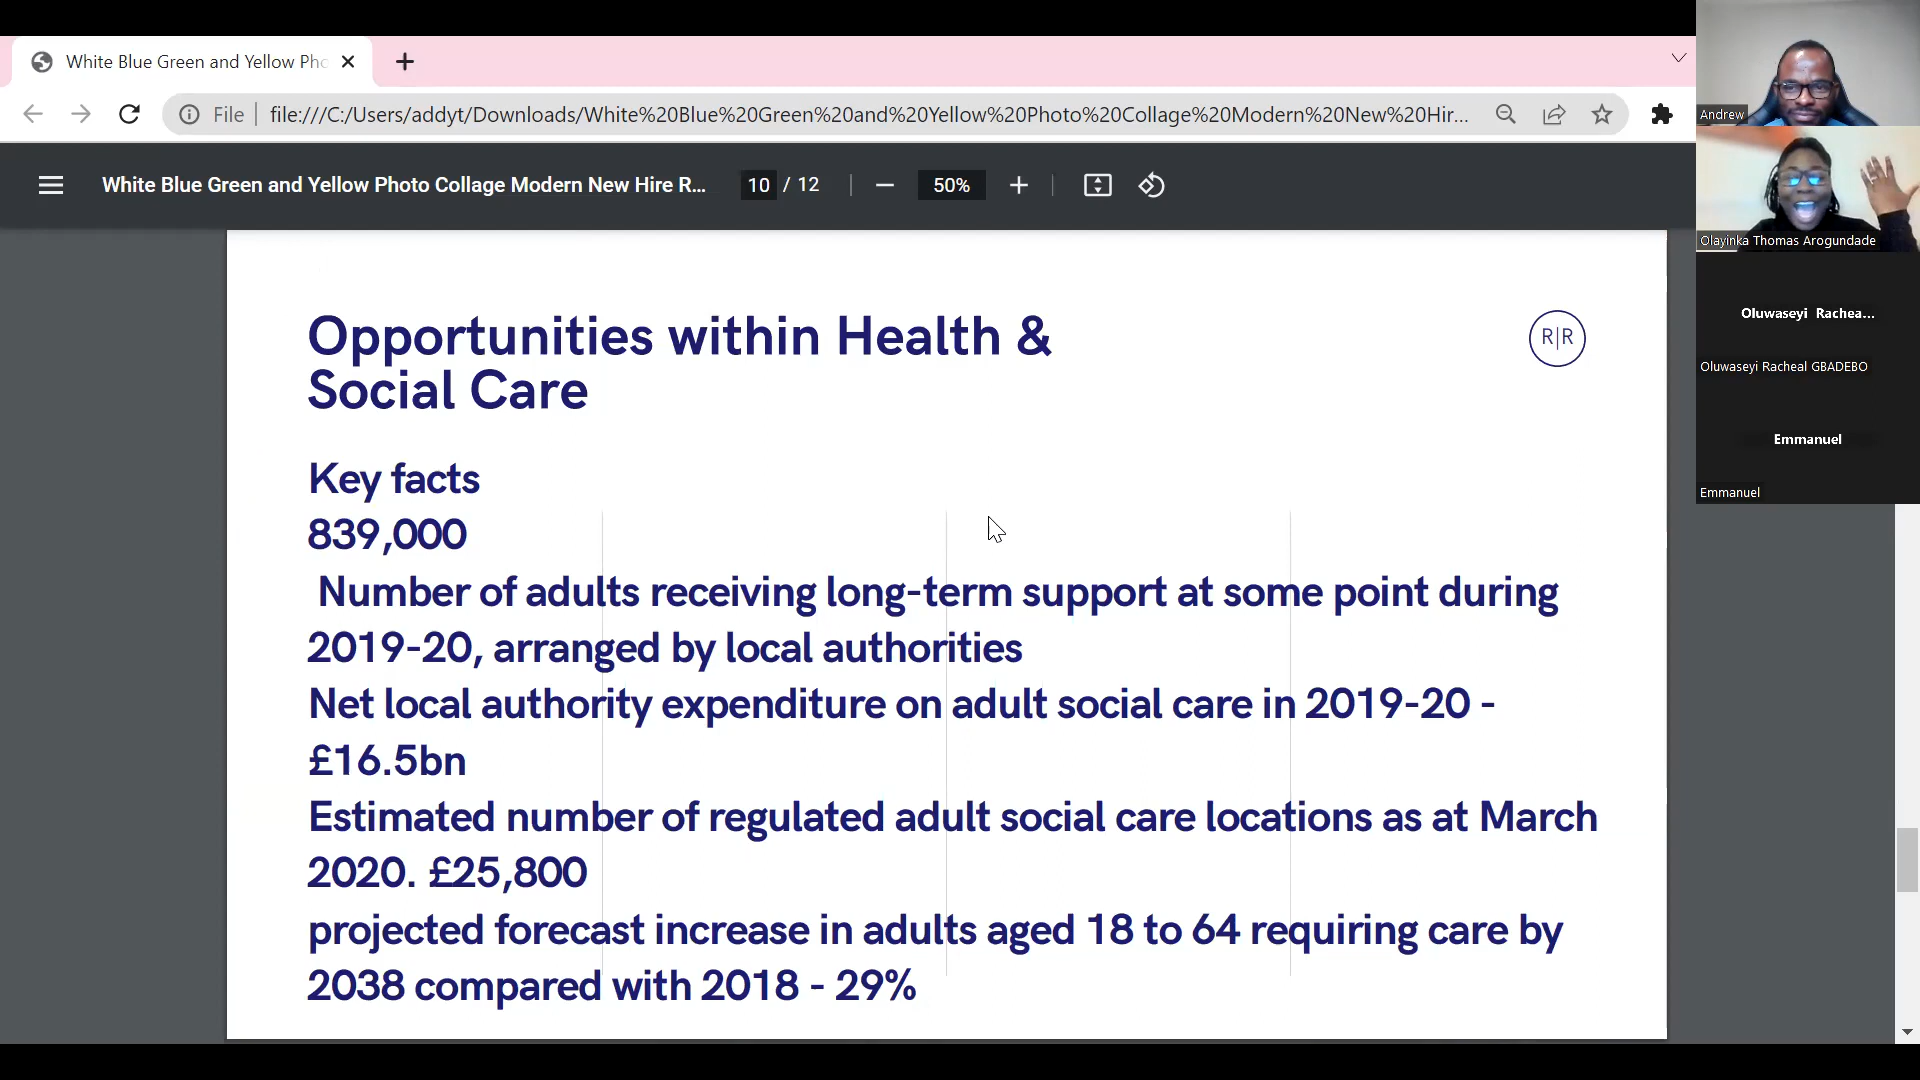 White Blue Green and Yellow Pho
File
file:///C:/Users/addyt/Downloads/White%20Blue%20Green%20and%20Yellow%20Photo%20Collage%20Modern%20New%20Hir...
White Blue Green and Yellow Photo Collage Modern New Hire R...
10 / 12
50%
Opportunities within Health &
Social Care
R|R
Key facts
839,000
Number of adults receiving long-term support at some point during
2019-20, arranged by local authorities
Net local authority expenditure on adult social care in 2019-20 -
£16.5bn
Estimated number of regulated adult social care locations as at March
2020. £25,800
projected forecast increase in adults aged 18 to 64 requiring care by
2038 compared with 2018 - 29%
Andrew
Olayinka Thomas Arogundade
Oluwaseyi Rachea...
Oluwaseyi Racheal GBADEBO
Emmanuel
Emmanuel